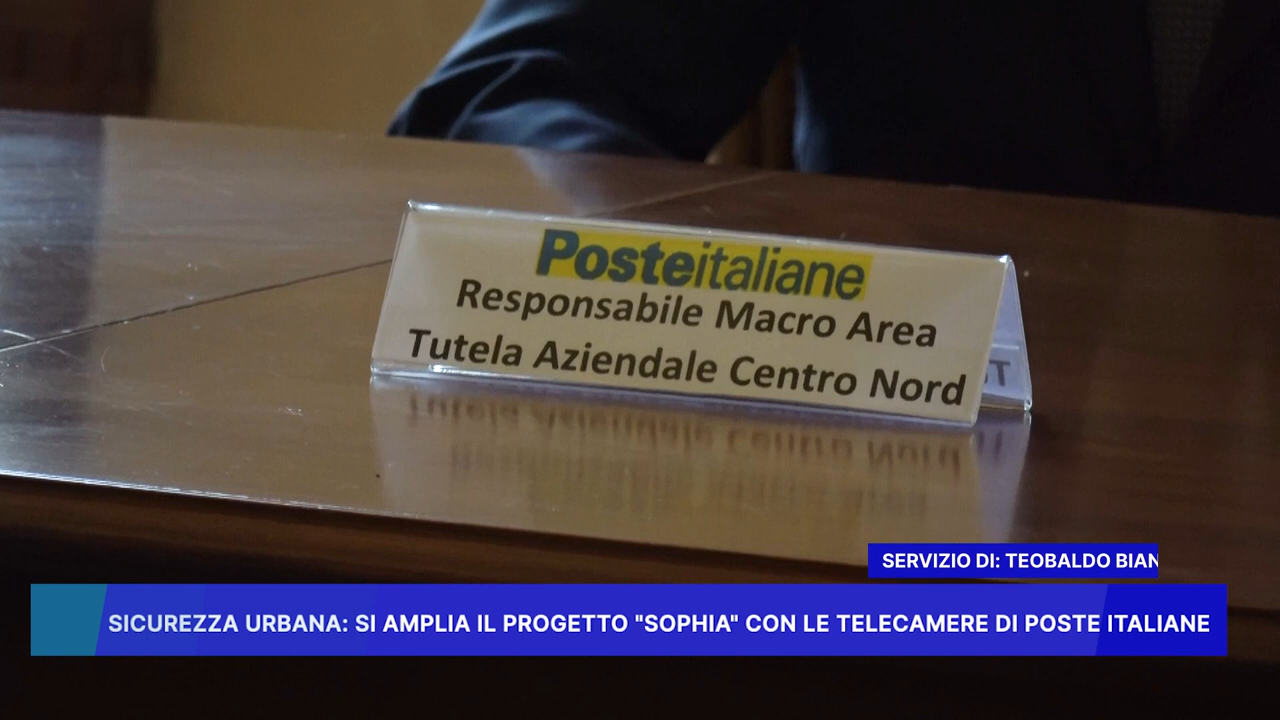 Posteitaliane
Responsabile Macro Area
Tutela Aziendale Centro Nord
SERVIZIO DI: TEOBALDO
SICUREZZA URBANA: SI AMPLIA IL PROGETTO "SOPHIA" CON LE TELECAMERE DI POSTE ITALIANE